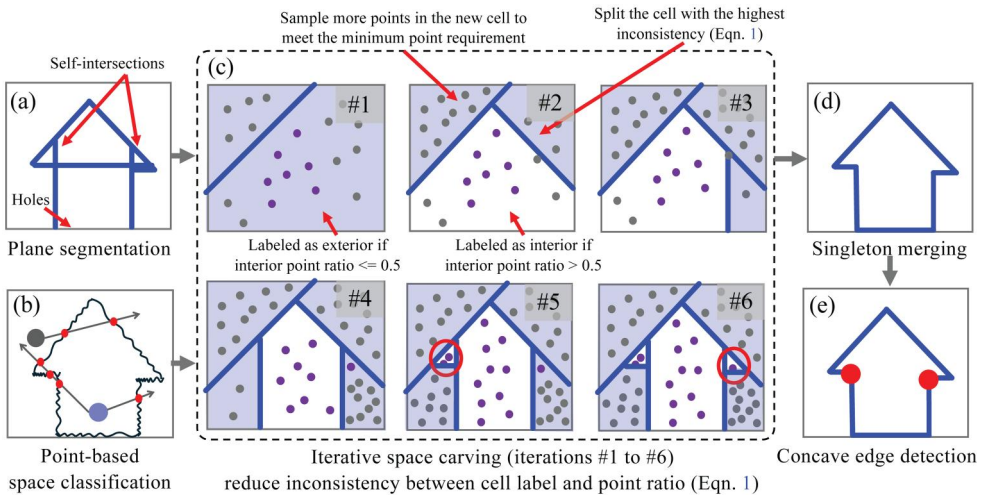 Sample more points in the new cell to
meet the minimum point requirement
Split the cell with the highest
inconsistency (Eqn. 1)
Self-intersections
(a)
Holes
Plane segmentation
(c)
#1
#2
#3
Labeled as exterior if
interior point ratio <= 0.5
Labeled as interior if
interior point ratio > 0.5
(d)
Singleton merging
(b)
Point-based
space classification
#4
#5
#6
Iterative space carving (iterations #1 to #6)
reduce inconsistency between cell label and point ratio (Eqn. 1)
(e)
Concave edge detection